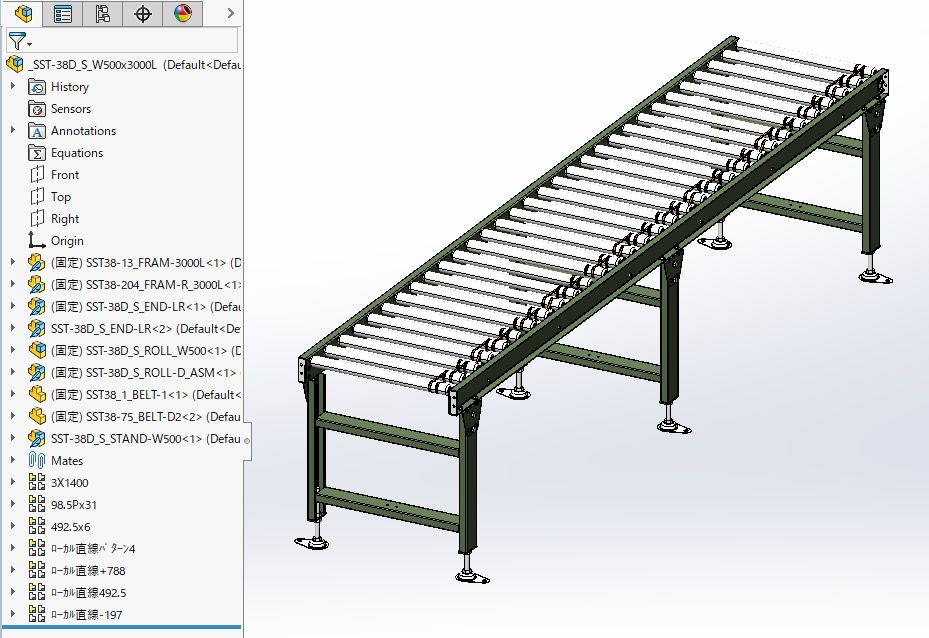 _SST-38D_S_W500x3000L (Default<Defau
History
Sensors
Annotations
Equations
Front
Top
Right
Origin
(固定) SST38-13_FRAM-3000L<1> (D
(固定) SST38-204_FRAM-R_3000L<1>
(固定) SST-38D_S_END-LR<1> (Defau
SST-38D_S_END-LR<2> (Default<De
(固定) SST-38D_S_ROLL_W500<1> (D
(固定) SST-38D_S_ROLL-D_ASM<1>
(固定) SST38_1_BELT-1<1> (Default<
(固定) SST38-75_BELT-D2<2> (Defau
SST-38D_S_STAND-W500<1> (Defau
Mates
3X1400
98.5Px31
492.5x6
ﾛｰｶﾙ直線ﾊﾟﾀｰﾝ4
ﾛｰｶﾙ直線+788
ﾛｰｶﾙ直線492.5
ﾛｰｶﾙ直線-197